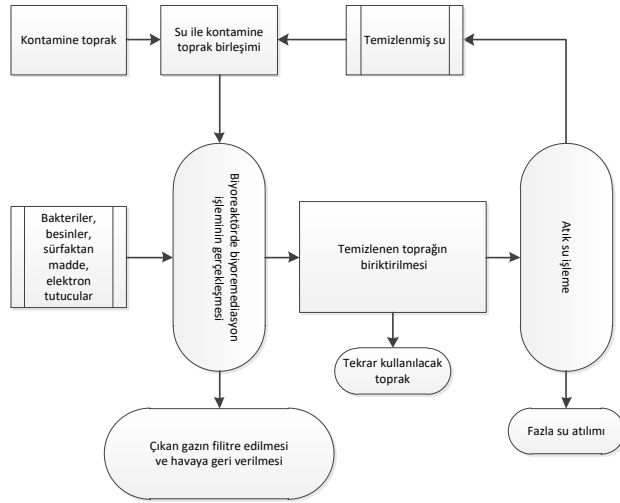 Kontamine toprak
Su ile kontamine
toprak birleşimi
Temizlenmiş su
Bakteriler,
besinler,
sürfaktan
madde,
elektron
tutucular
Biyoreaktörde biyoremediasyon
işleminin gerçekleşmesi
Temizlenen toprağın
biriktirilmesi
Atık su işleme
Tekrar kullanılacak
toprak
Çıkan gazın filitre edilmesi
ve havaya geri verilmesi
Fazla su atılımı